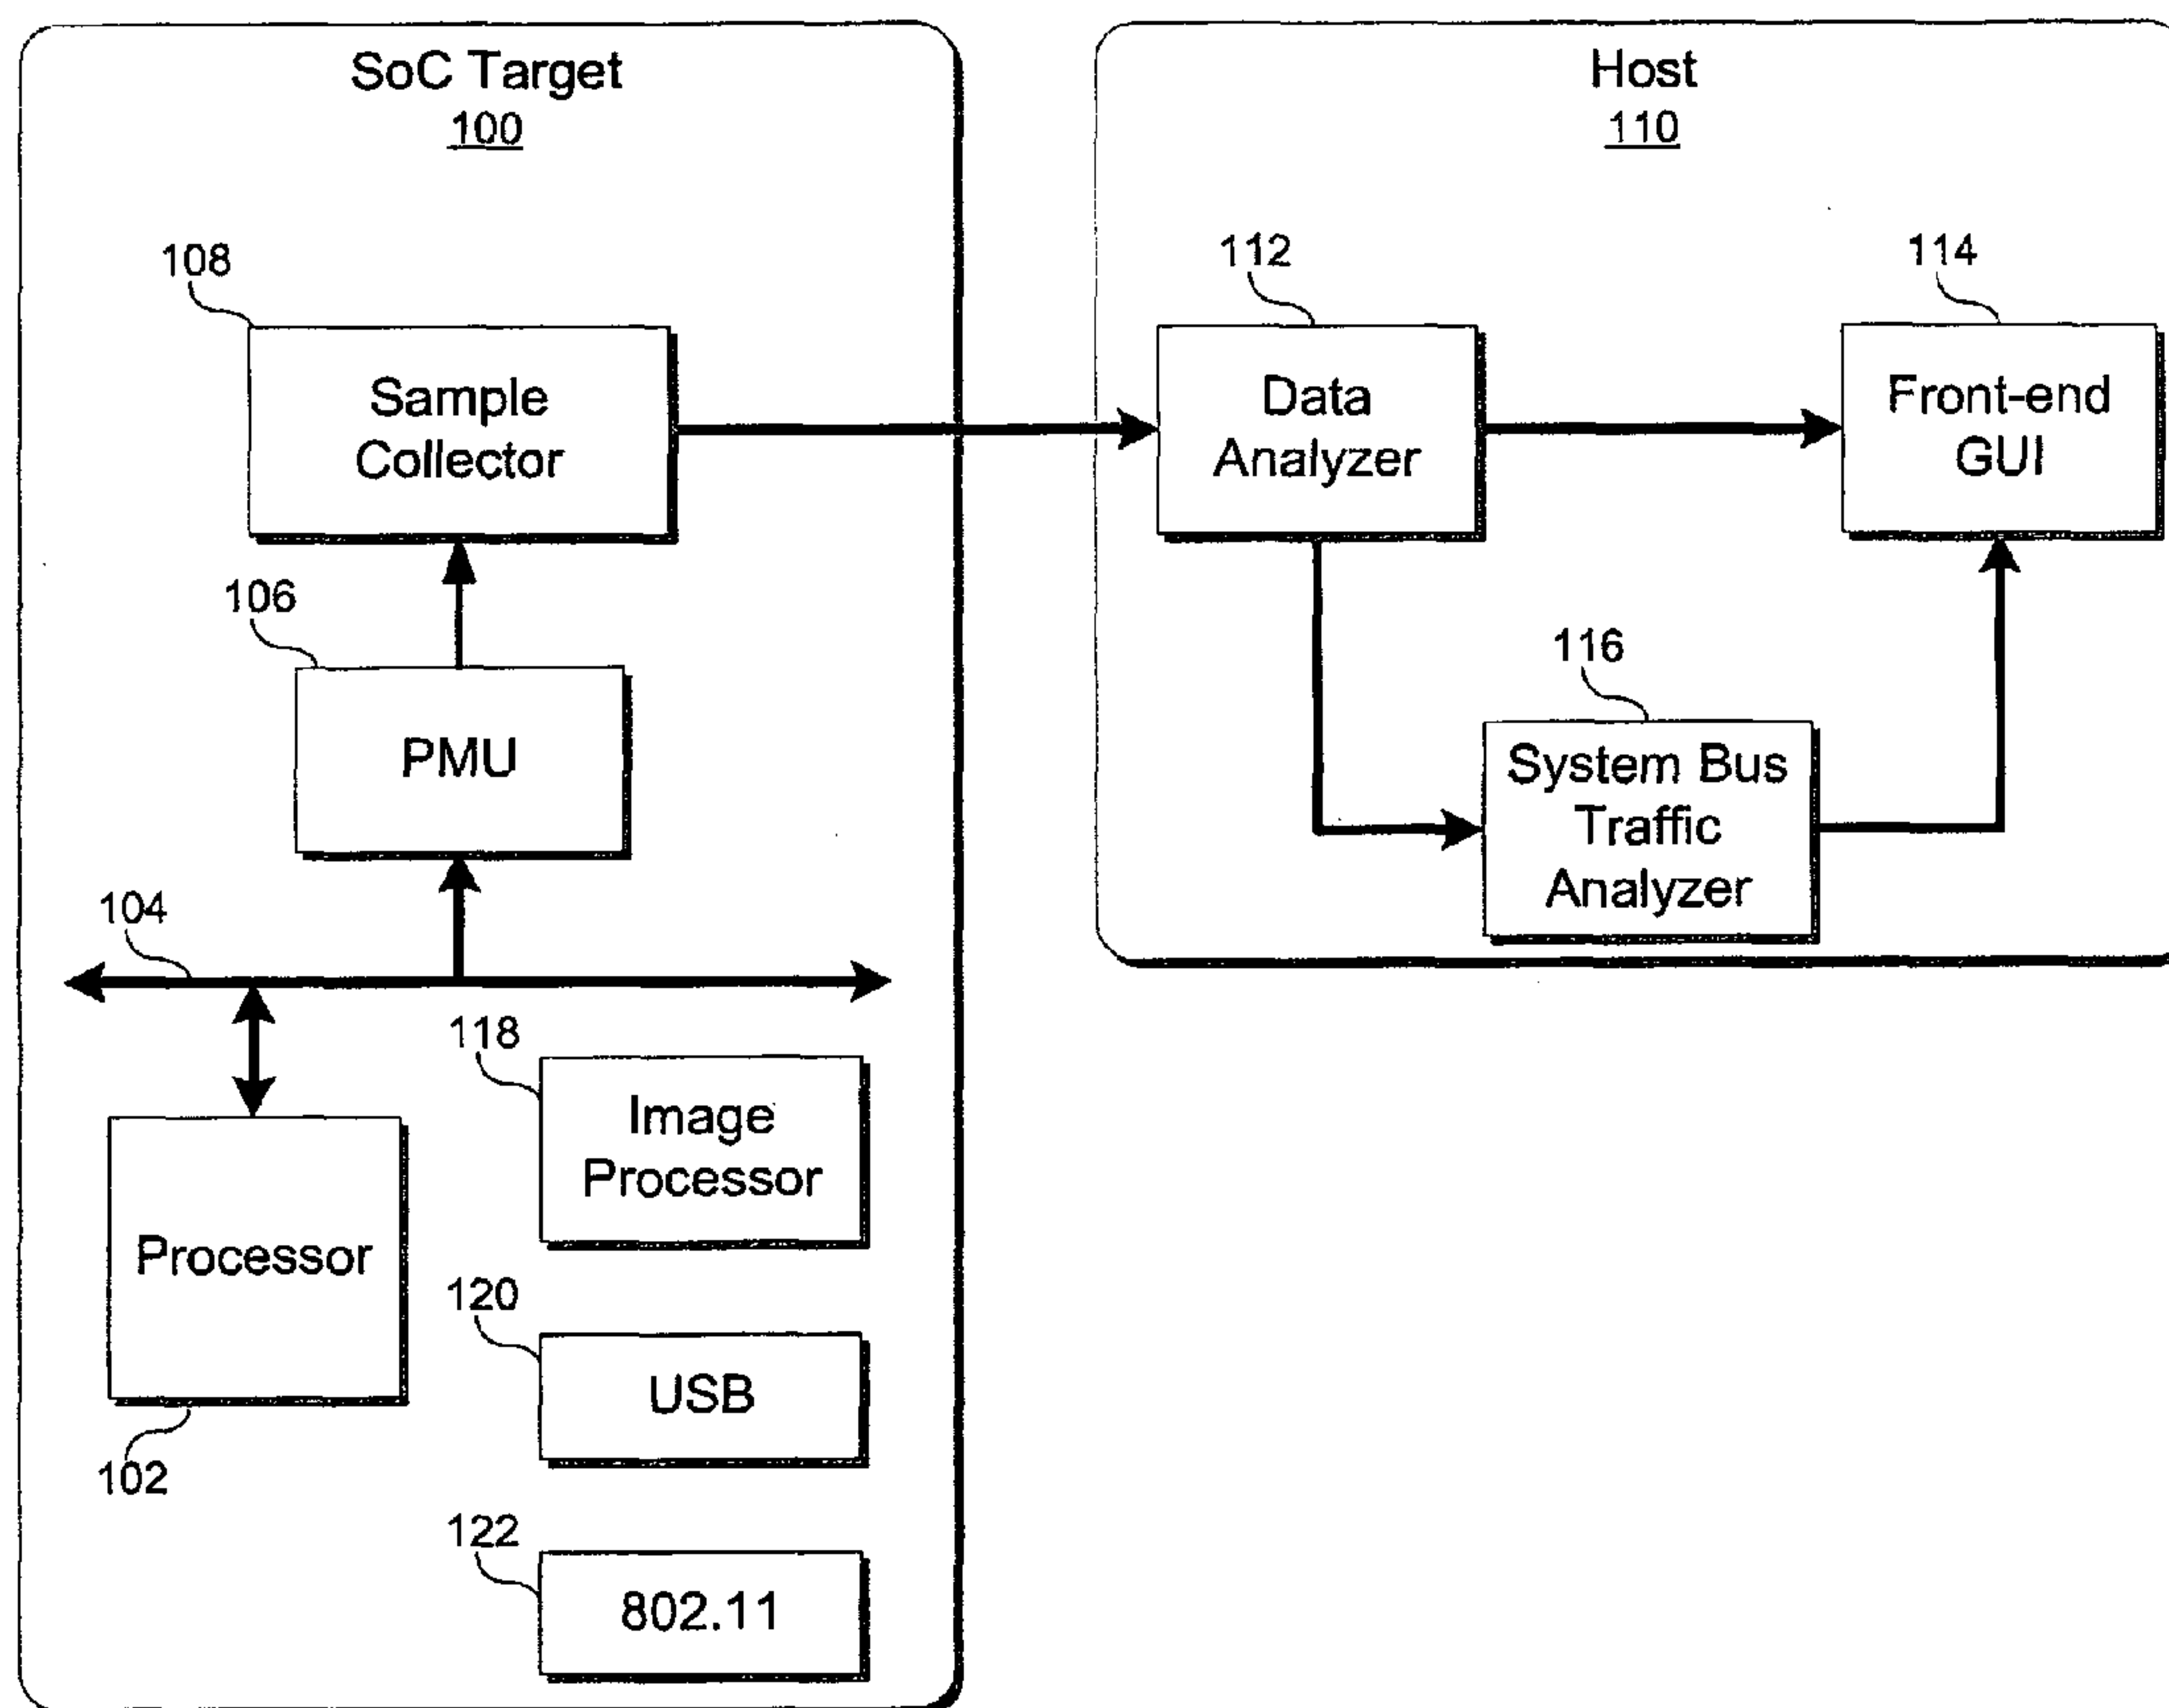 SoC Target
100
108
Sample
Collector
106
PMU
104
118
Image
Processor
Processor
102
120
USB
122
802.11
Host
110
112
Data
Analyzer
114
Front-end
GUI
116
System Bus
Traffic
Analyzer